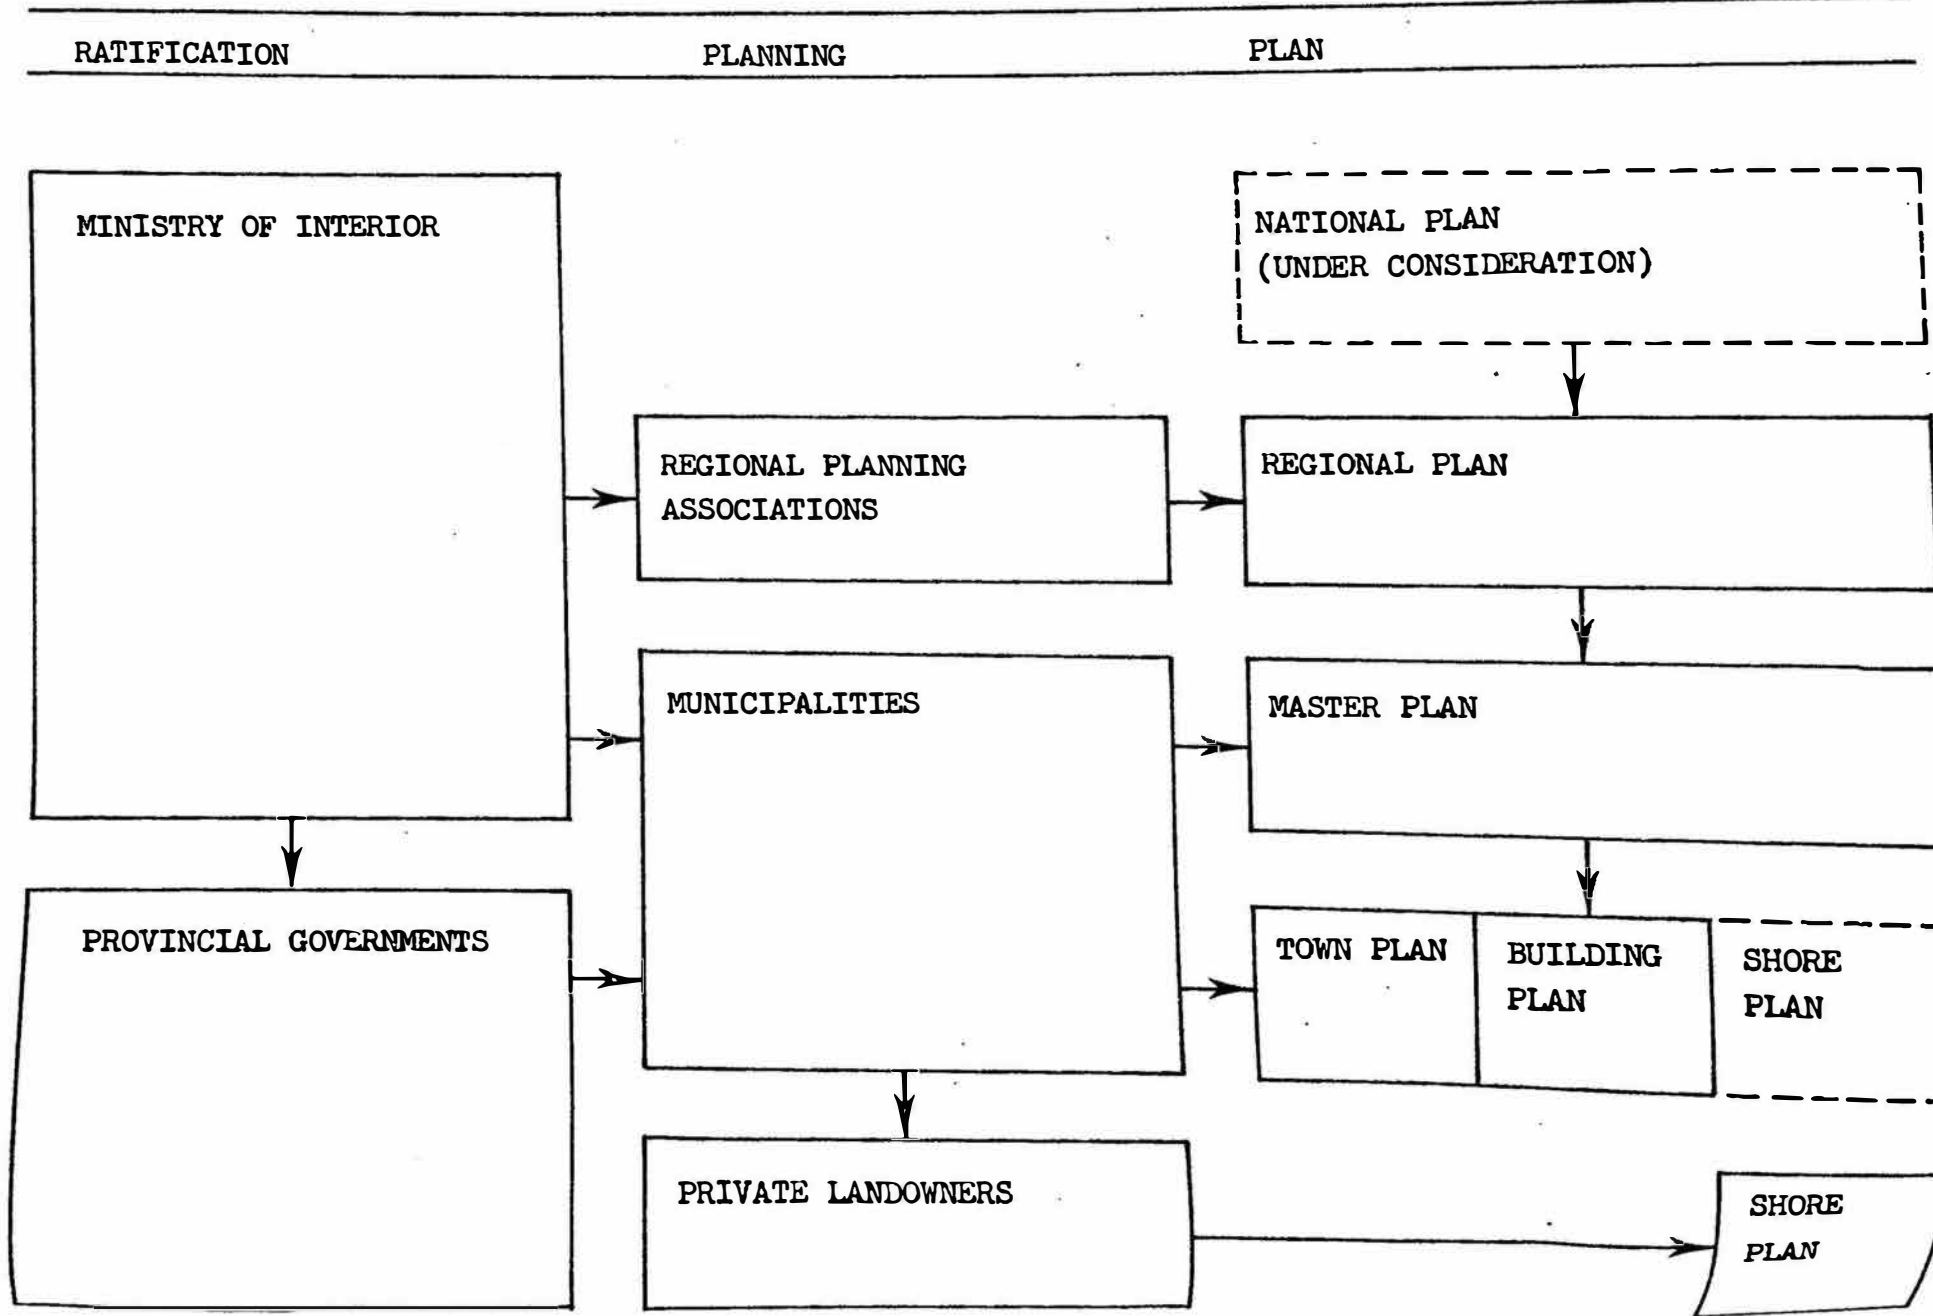 RATIFICATION
PLANNING
PLAN
MINISTRY OF INTERIOR
NATIONAL PLAN
(UNDER CONSIDERATION)
REGIONAL PLANNING
ASSOCIATIONS
REGIONAL PLAN
MUNICIPALITIES
MASTER PLAN
PROVINCIAL GOVERNMENTS
TOWN PLAN
BUILDING
PLAN
SHORE
PLAN
PRIVATE LANDOWNERS
SHORE
PLAN